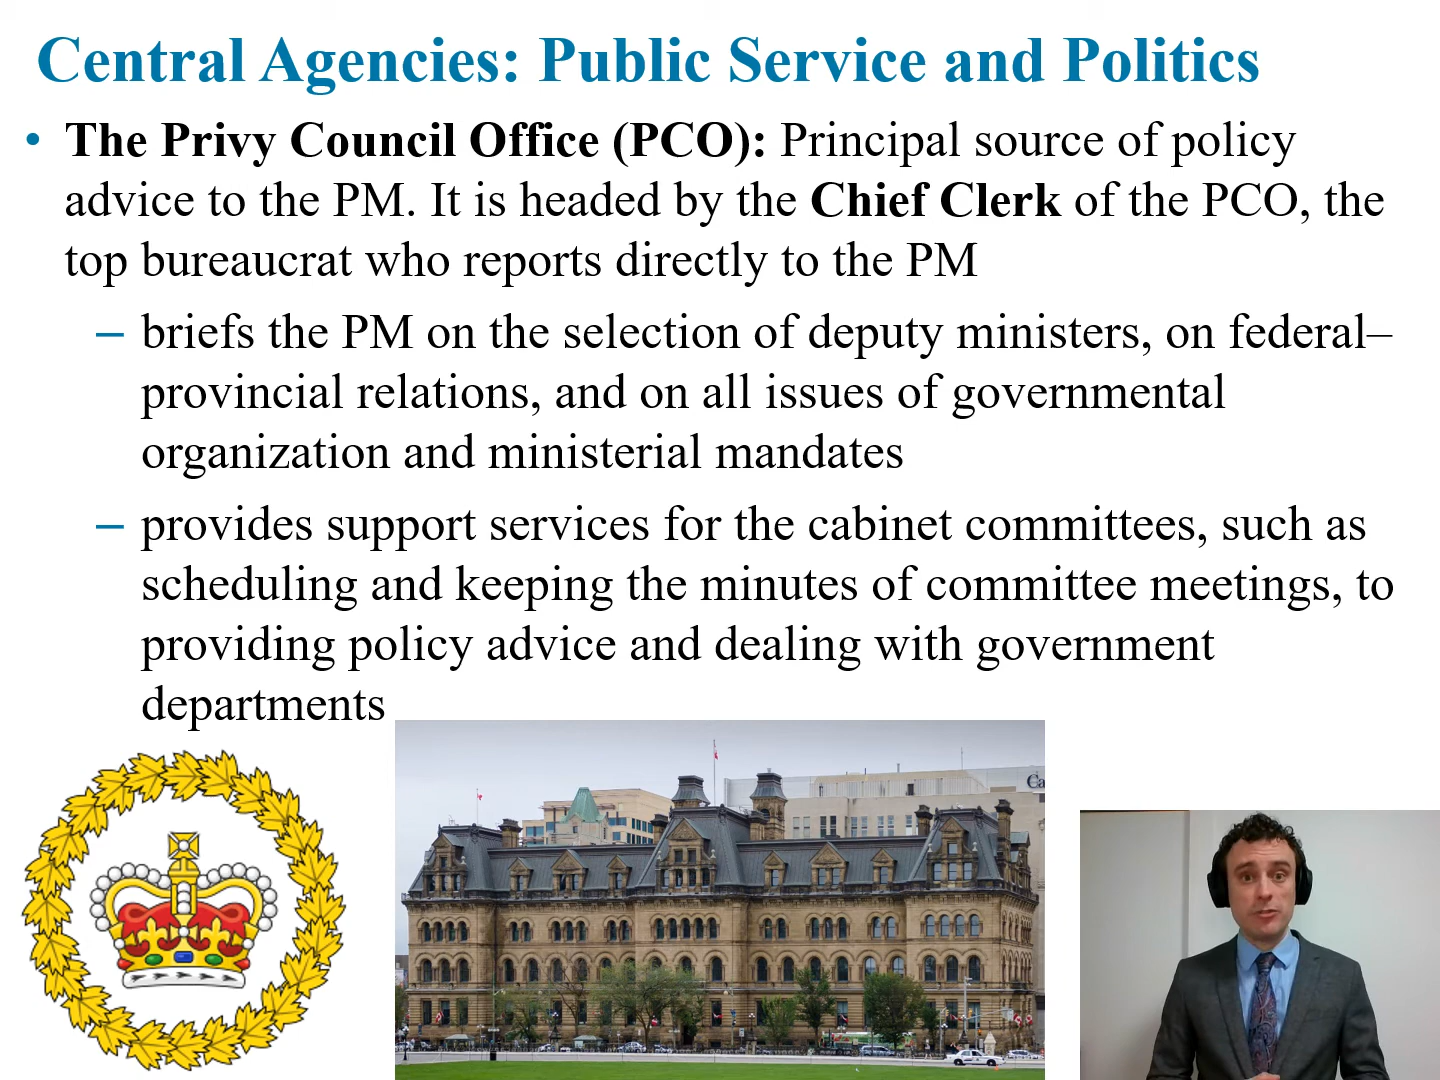 Central Agencies: Public Service and Politics
• The Privy Council Office (PCO): Principal source of policy
advice to the PM. It is headed by the Chief Clerk of the PCO, the
top bureaucrat who reports directly to the PM
– briefs the PM on the selection of deputy ministers, on federal–
provincial relations, and on all issues of governmental
organization and ministerial mandates
– provides support services for the cabinet committees, such as
scheduling and keeping the minutes of committee meetings, to
providing policy advice and dealing with government
departments
Ca